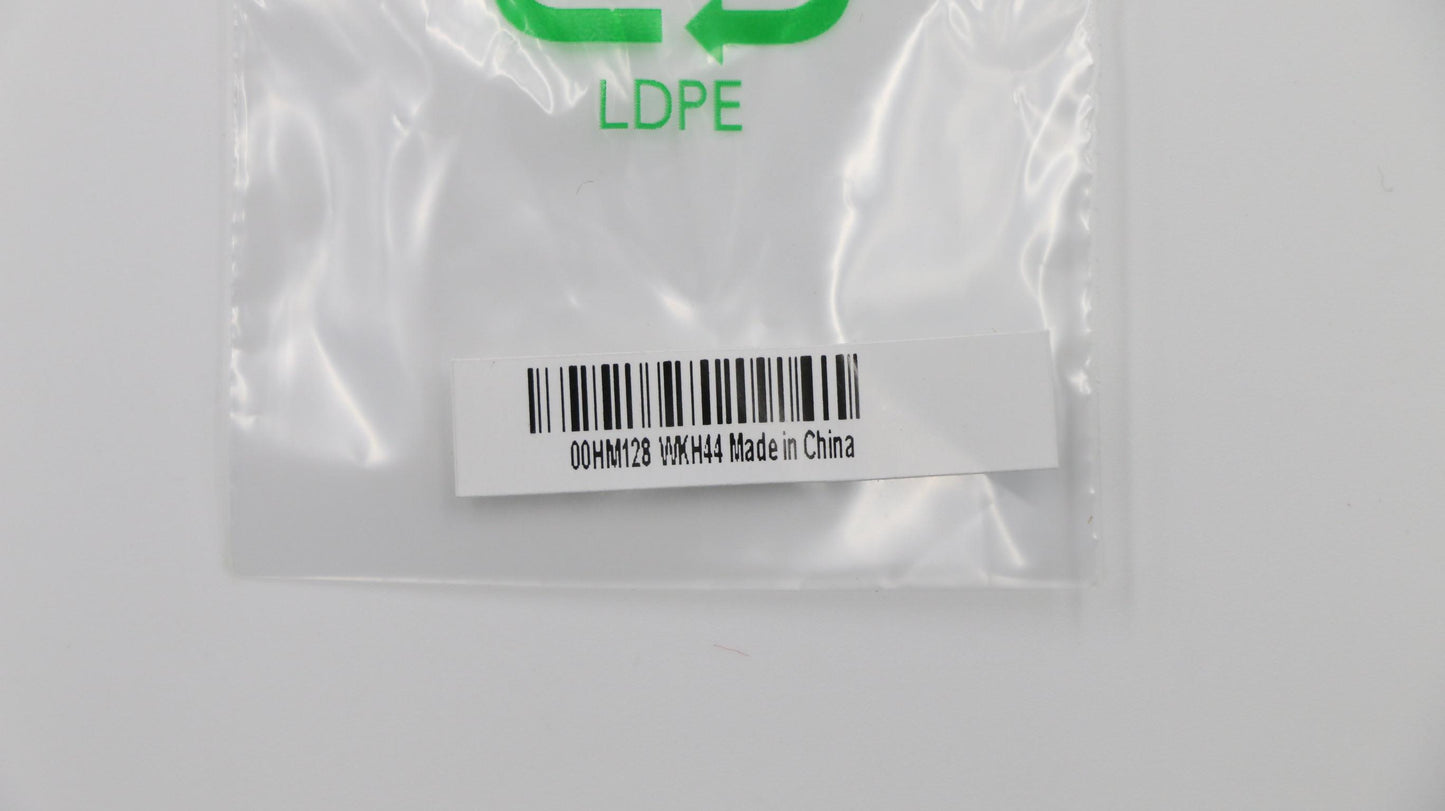 LDPE
00HM128 WKH44 Made in China